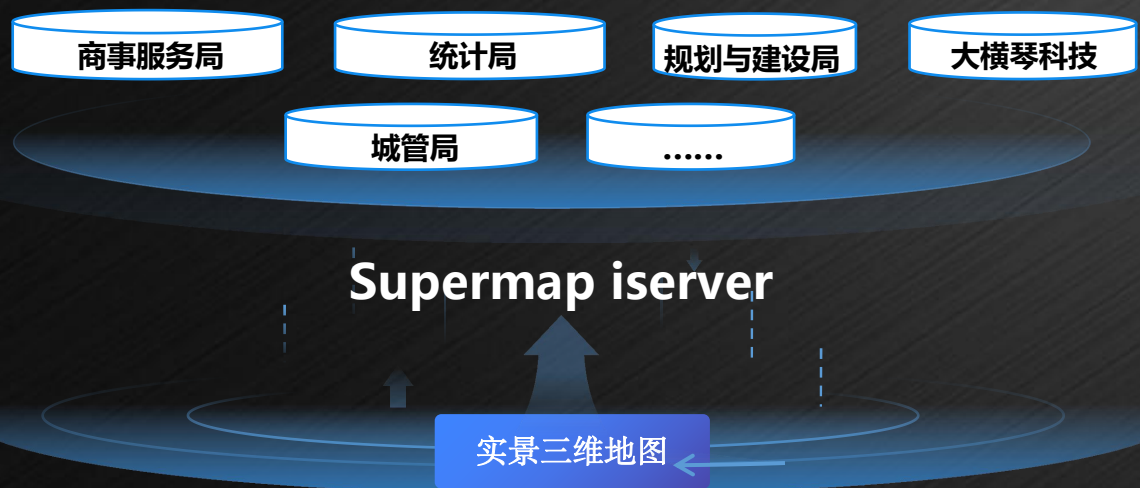 商事服务局
统计局
规划与建设局
大横琴科技
城管局
……
Supermap iserver
实景三维地图